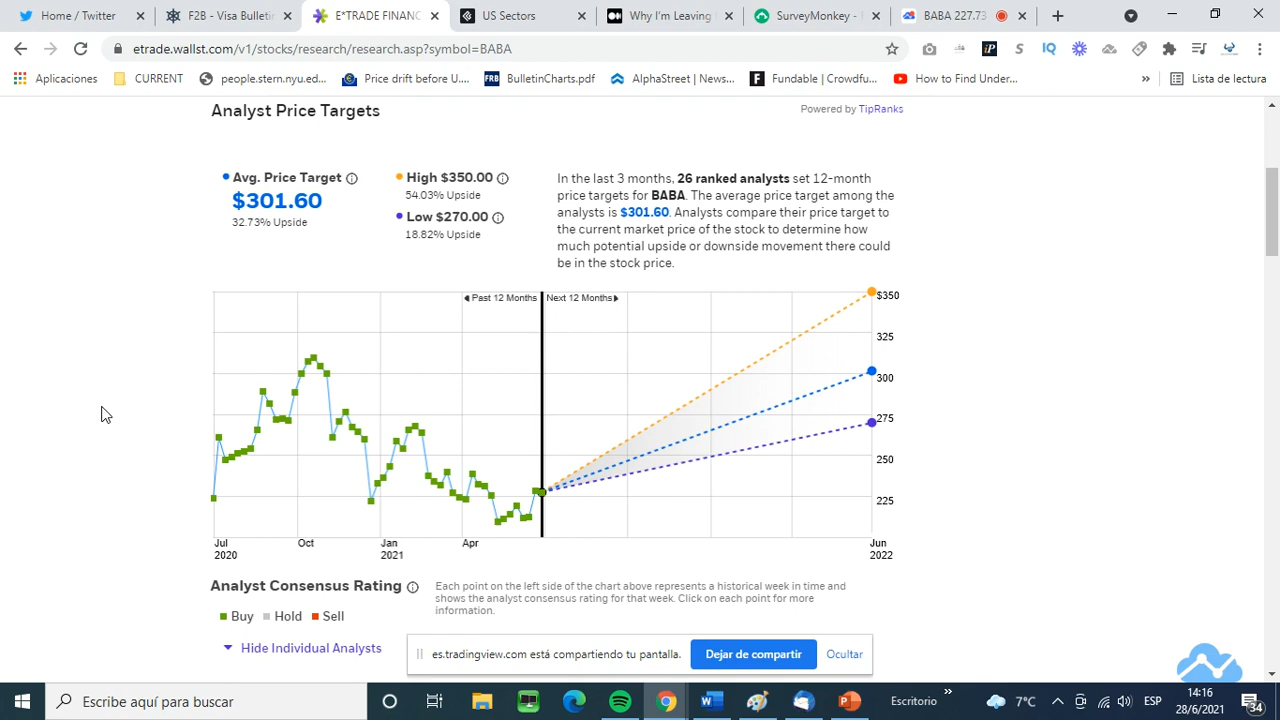 Home / Twitter
F2B^3 Visa Bulletin
E*TRADE FINANC
US Sectors
Why I'm Leaving
SurveyMonkey -
BABA 227.73
etrade.wallst.com/v1/stocks/research/research.asp?symbol=BABA
Aplicaciones
CURRENT
people.stern.nyu.ed...
Price drift before U....
BulletinCharts.pdf
AlphaStreet | News...
Fundable | Crowdfu...
How to Find Under...
»
Lista de lectura
Analyst Price Targets
Powered by TipRanks
Avg. Price Target
$301.60
32.73% Upside
High $350.00
54.03% Upside
Low $270.00
18.82% Upside
In the last 3 months, 26 ranked analysts set 12-month
price targets for BABA. The average price target among the
analysts is $301.60. Analysts compare their price target to
the current market price of the stock to determine how
much potential upside or downside movement there could
be in the stock price.
Past 12 Months
Next 12 Months
$350
325
300
275
250
225
Jul
2020
Oct
Jan
2021
Apr
Jun
2022
Analyst Consensus Rating
Each point on the left side of the chart above represents a historical week in time and
shows the analyst consensus rating for that week. Click on each point for more
information.
Buy Hold Sell
Hide Individual Analysts
es.tradingview.com está compartiendo tu pantalla.
Dejar de compartir
Ocultar
Escribe aquí para buscar
Escritorio
»
7°C
ESP
14:16
28/6/2021
34